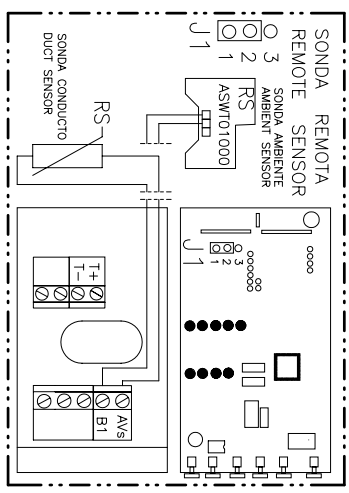 SONDA REMOTA
REMOTE SENSOR
3
2
1
J1
SONDA AMBIENTE
AMBIENT SENSOR
RS
ASWT01000
RS
SONDA CONDUCTO
DUCT SENSOR
J1
3
2
1
T+
T-
AVs
B1